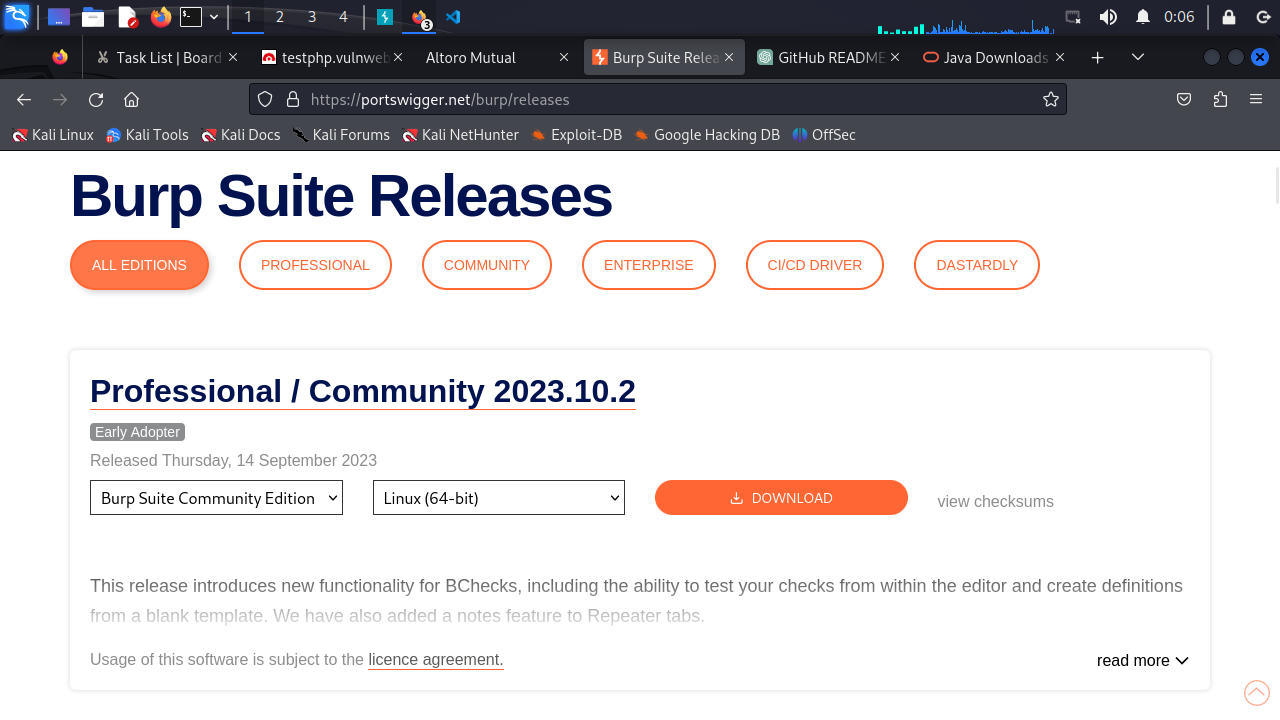 1 2 3 4 3 0:06
Task List | Board testphp.vulnweb Altoro Mutual Burp Suite Relea GitHub README Java Downloads
https://portswigger.net/burp/releases
Kali Linux Kali Tools Kali Docs Kali Forums Kali NetHunter Exploit-DB Google Hacking DB OffSec
Burp Suite Releases
ALL EDITIONS PROFESSIONAL COMMUNITY ENTERPRISE CI/CD DRIVER DASTARDLY
Professional / Community 2023.10.2
Early Adopter
Released Thursday, 14 September 2023
Burp Suite Community Edition Linux (64-bit) DOWNLOAD view checksums
This release introduces new functionality for BChecks, including the ability to test your checks from within the editor and create definitions
from a blank template. We have also added a notes feature to Repeater tabs.
Usage of this software is subject to the licence agreement. read more